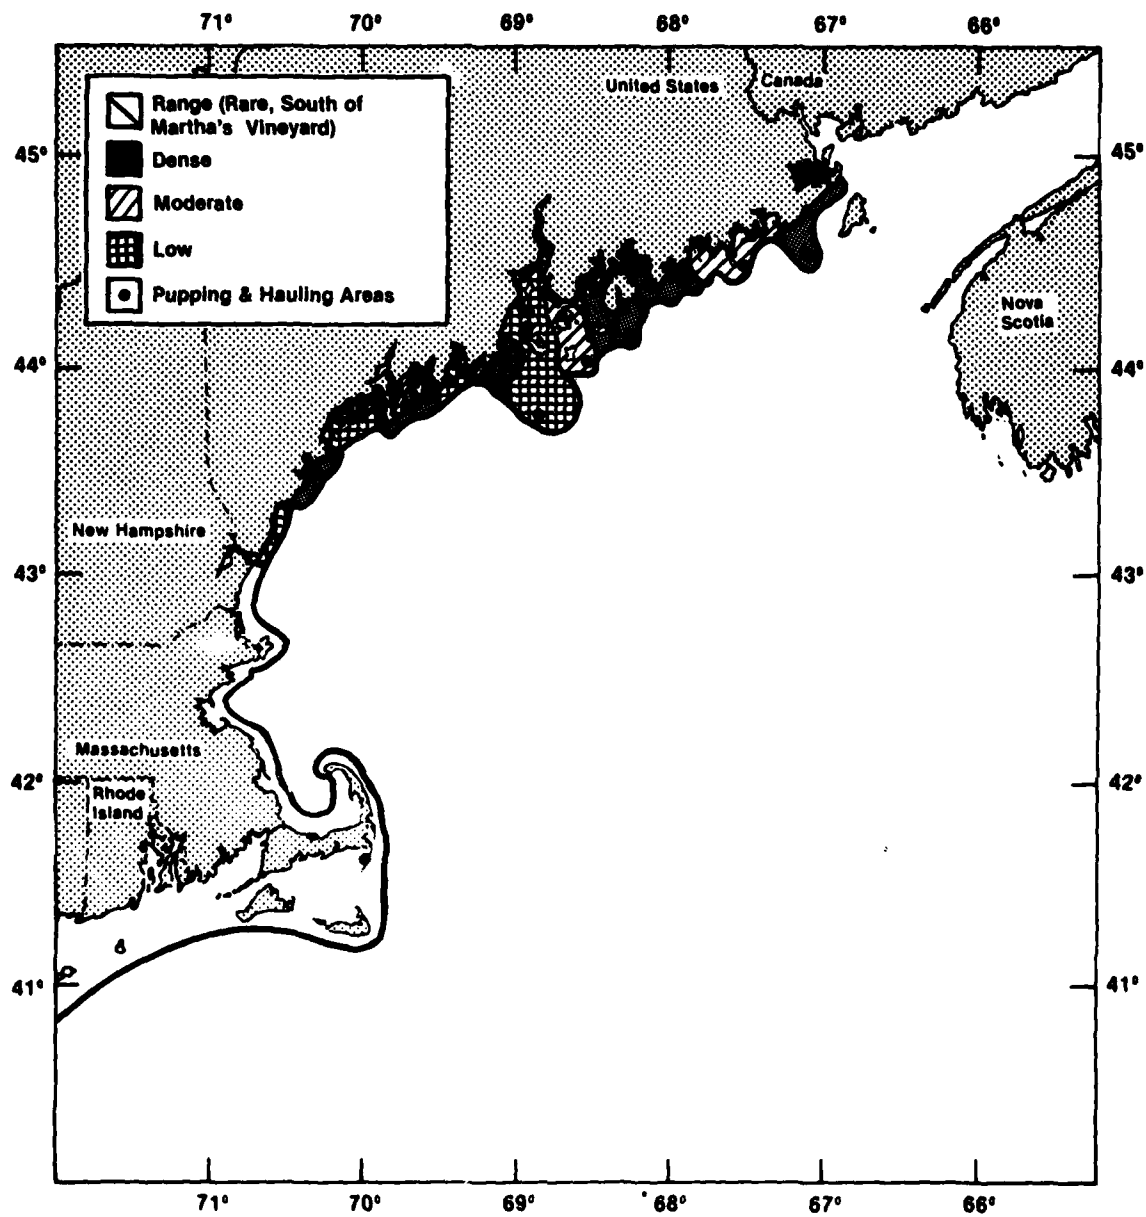 71° 70° 69° 68° 67° 66°
United States Canada
Range (Rare, South of
Martha's Vineyard)
Dense
Moderate
Low
Pupping & Hauling Areas
45° 45°
Nova
Scotia
44° 44°
New Hampshire
43° 43°
Massachusetts
42° 42°
Rhode
Island
41° 41°
71° 70° 69° 68° 67° 66°